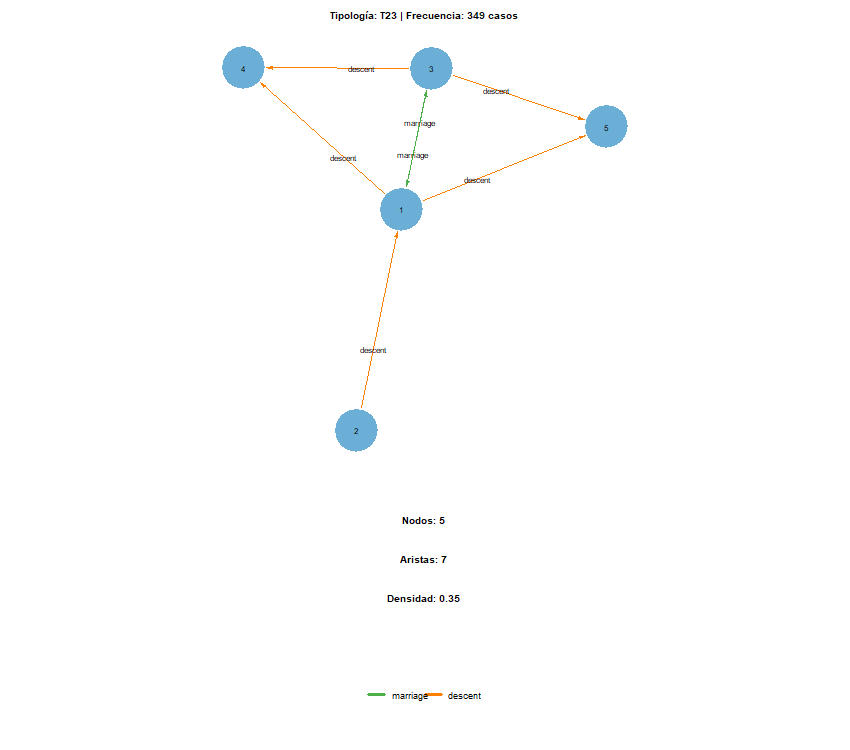 Tipología: T23 | Frecuencia: 349 casos
4
descent
3
descent
marriage
5
marriage
descent
descent
1
descent
2
Nodos: 5
Aristas: 7
Densidad: 0.35
marriage
descent